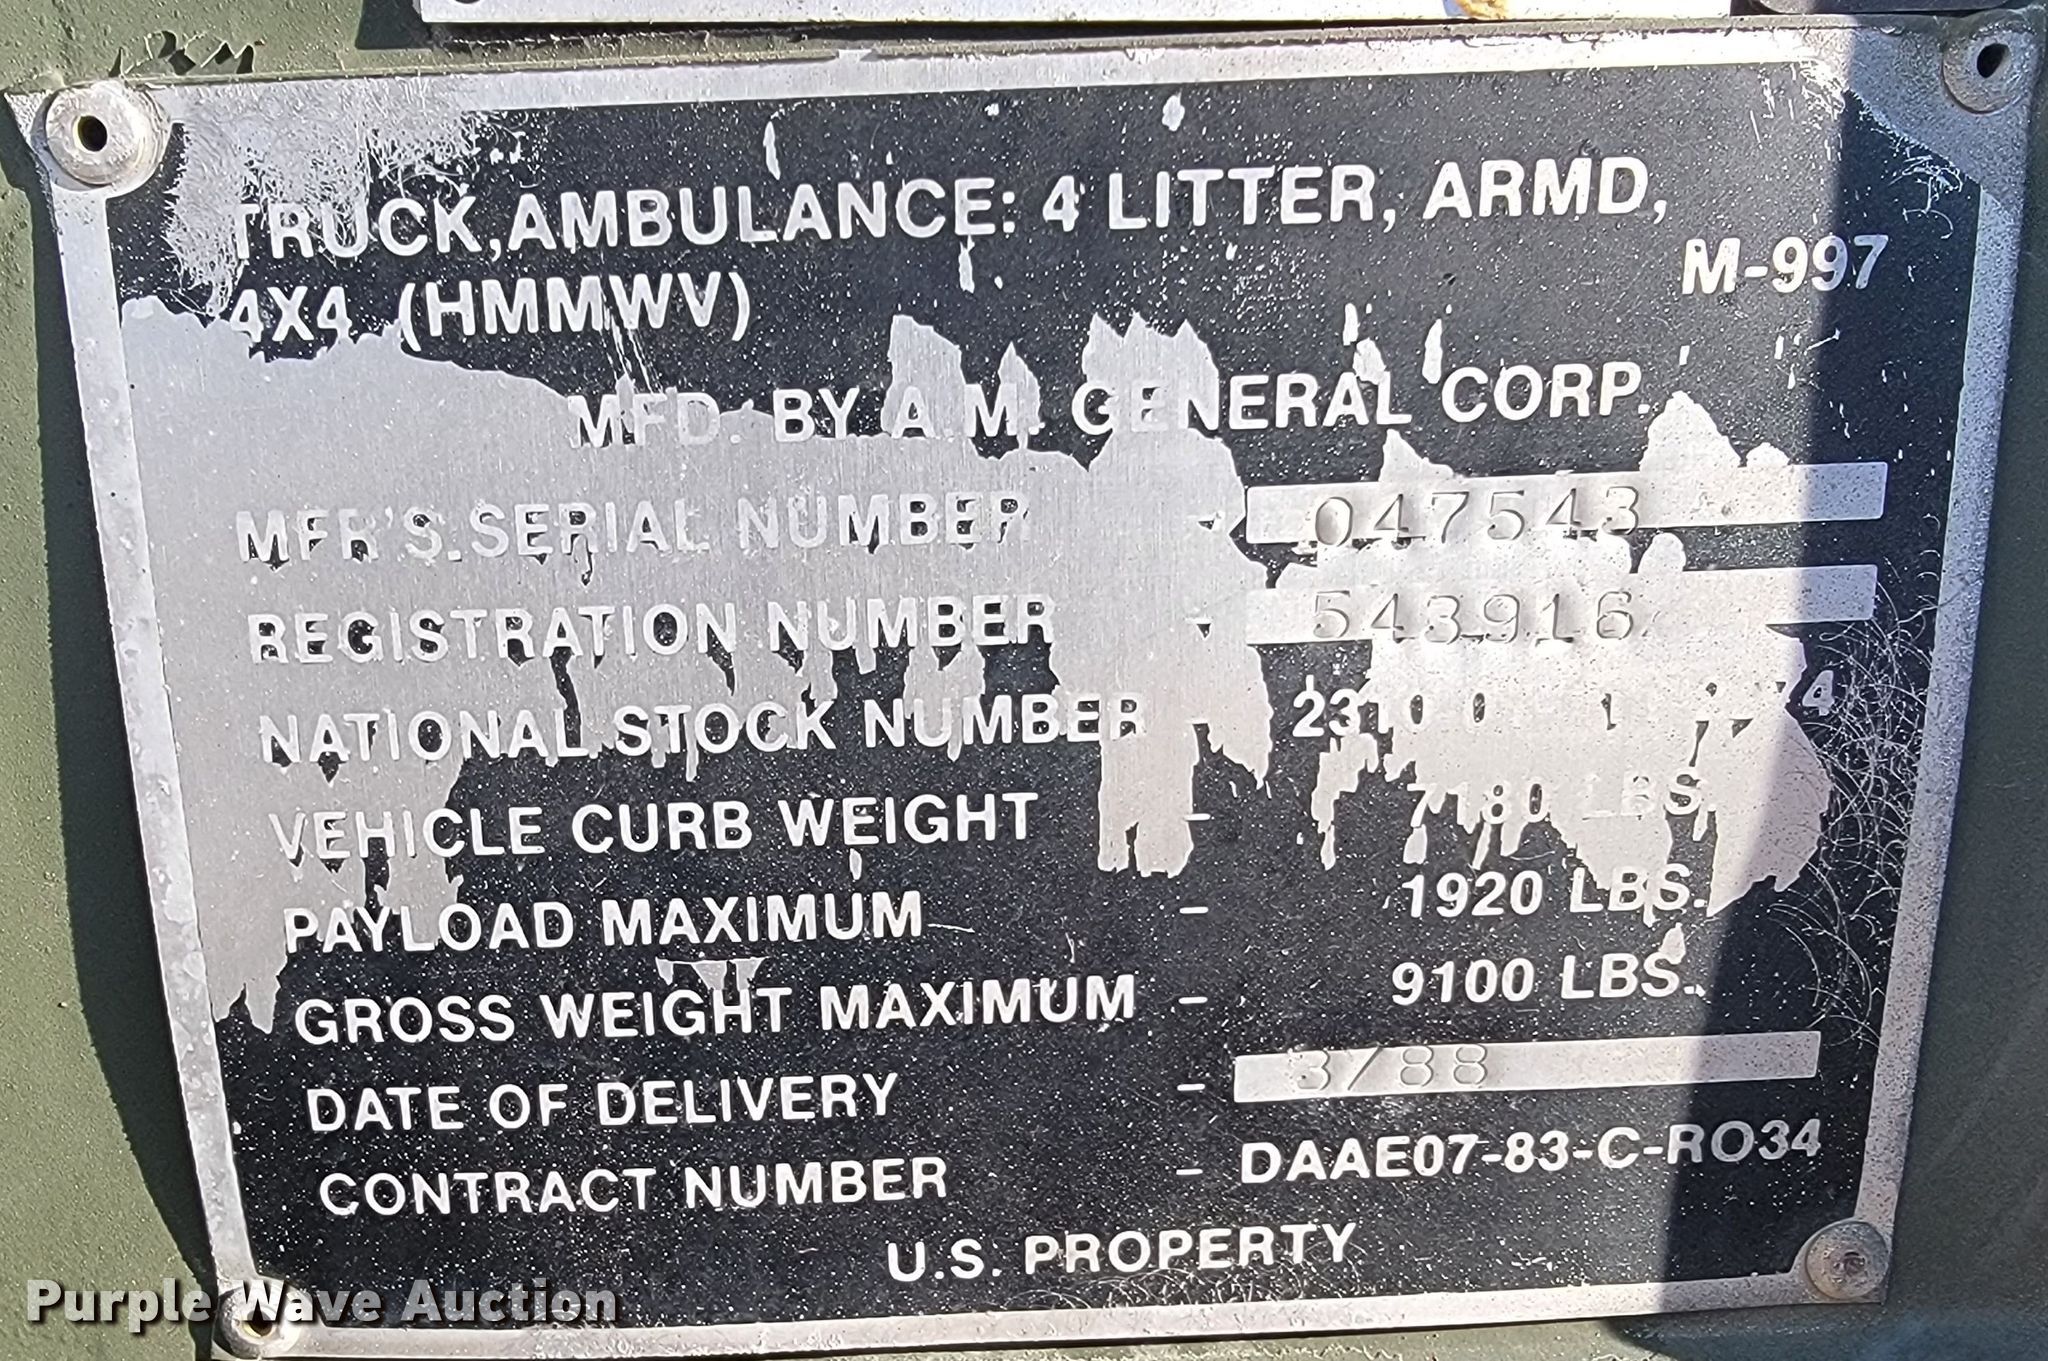 TRUCK, AMBULANCE: 4 LITTER, ARMD,
4X4 (HMMWV) M-997
MFD. BY A.M. GENERAL CORP.
MFR'S. SERIAL NUMBER - 047543
REGISTRATION NUMBER - 543916
NATIONAL STOCK NUMBER -
VEHICLE CURB WEIGHT - 7180 LBS.
PAYLOAD MAXIMUM - 1920 LBS.
GROSS WEIGHT MAXIMUM - 9100 LBS.
DATE OF DELIVERY - 3/88
CONTRACT NUMBER - DAAE07-83-C-RO34
U.S. PROPERTY
Purple Wave Auction